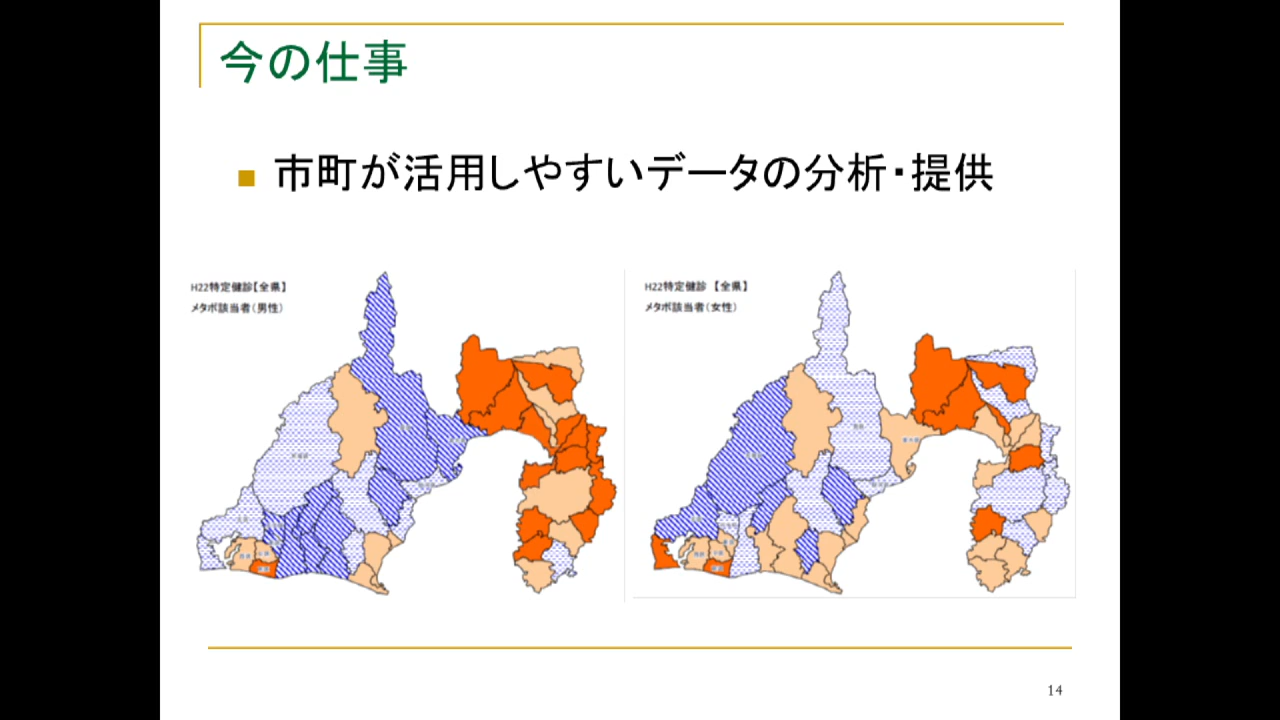 今の仕事
市町が活用しやすいデータの分析・提供
H22特定健診【全県】
メタボ該当者（男性）
H22特定健診 【全県】
メタボ該当者（女性）
14